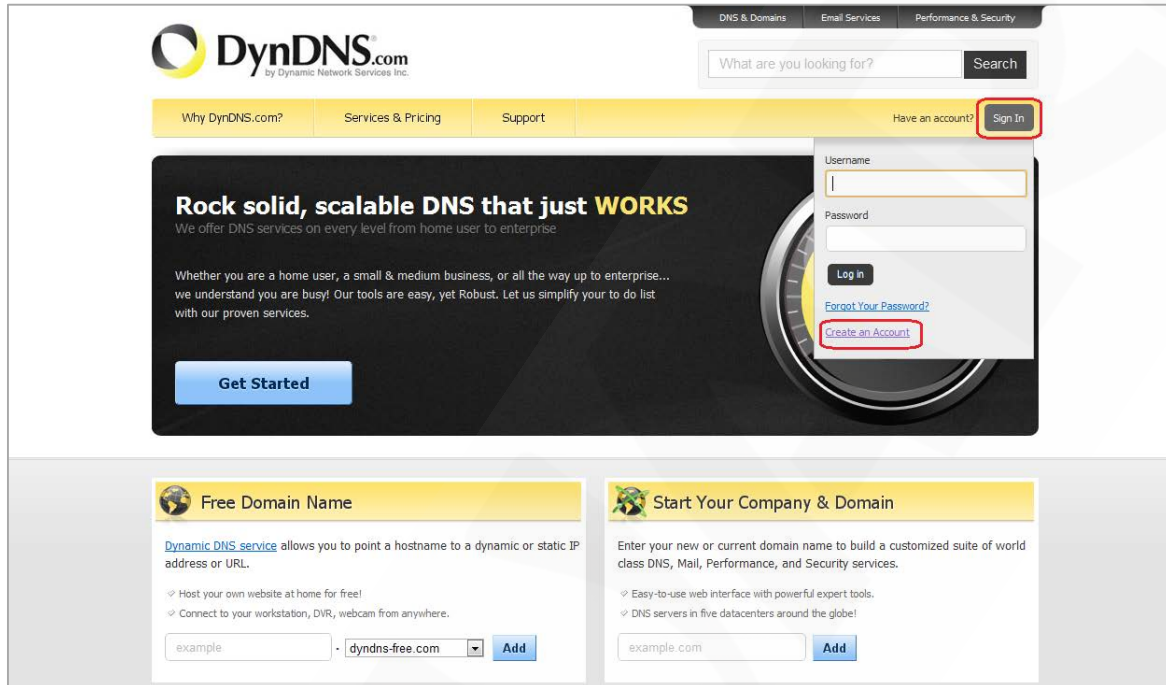 DNS & Domains
Email Services
Performance & Security
DynDNS.com
by Dynamic Network Services Inc.
What are you looking for?
Search
Why DynDNS.com?
Services & Pricing
Support
Have an account?
Sign In
Username
Password
Log in
Forgot Your Password?
Create an Account
Rock solid, scalable DNS that just WORKS
We offer DNS services on every level from home user to enterprise
Whether you are a home user, a small & medium business, or all the way up to enterprise...
we understand you are busy! Our tools are easy, yet Robust. Let us simplify your to do list
with our proven services.
Get Started
Free Domain Name
Dynamic DNS service allows you to point a hostname to a dynamic or static IP
address or URL.
Host your own website at home for free!
Connect to your workstation, DVR, webcam from anywhere.
example
. dyndns-free.com
Add
Start Your Company & Domain
Enter your new or current domain name to build a customized suite of world
class DNS, Mail, Performance, and Security services.
Easy-to-use web interface with powerful expert tools.
DNS servers in five datacenters around the globe!
example.com
Add